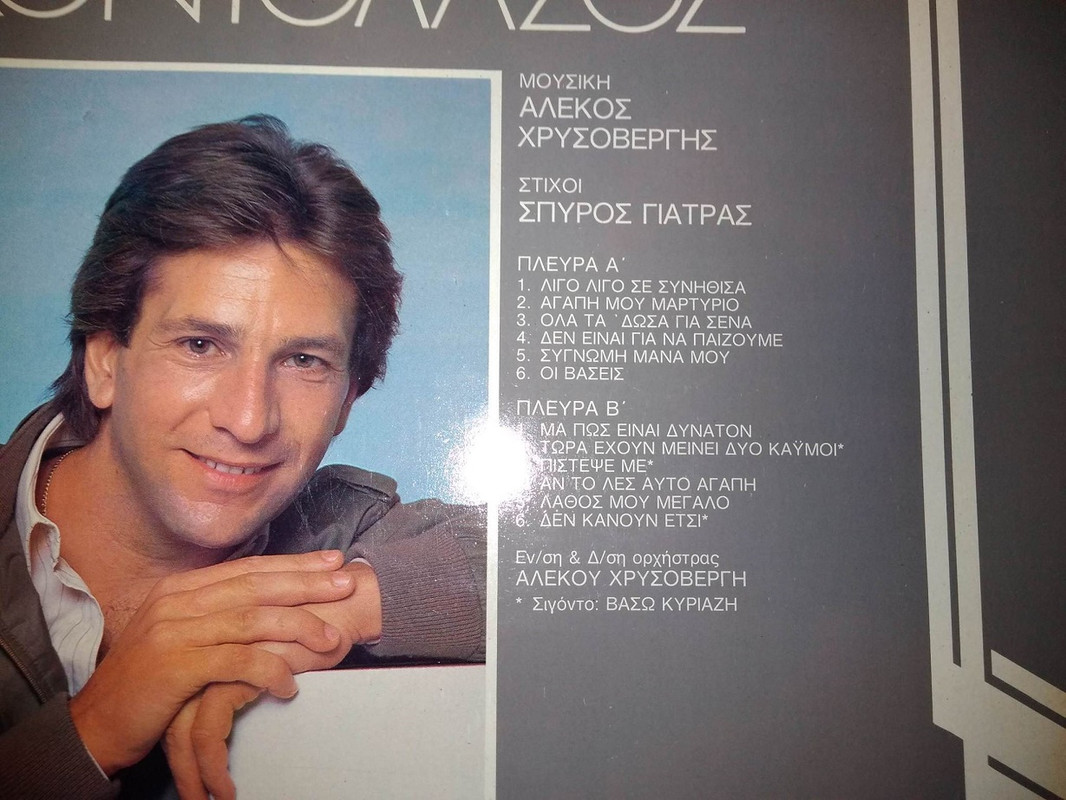 ΚΟΝΤΟΛΑΖΟΣ
ΜΟΥΣΙΚΗ
ΑΛΕΚΟΣ
ΧΡΥΣΟΒΕΡΓΗΣ
ΣΤΙΧΟΙ
ΣΠΥΡΟΣ ΓΙΑΤΡΑΣ
ΠΛΕΥΡΑ Α΄
1. ΛΙΓΟ ΛΙΓΟ ΣΕ ΣΥΝΗΘΙΣΑ
2. ΑΓΑΠΗ ΜΟΥ ΜΑΡΤΥΡΙΟ
3. ΟΛΑ ΤΑ ΄ΔΩΣΑ ΓΙΑ ΣΕΝΑ
4. ΔΕΝ ΕΙΝΑΙ ΓΙΑ ΝΑ ΠΑΙΖΟΥΜΕ
5. ΣΥΓΝΩΜΗ ΜΑΝΑ ΜΟΥ
6. ΟΙ ΒΑΣΕΙΣ
ΠΛΕΥΡΑ Β΄
ΜΑ ΠΩΣ ΕΙΝΑΙ ΔΥΝΑΤΟΝ
ΤΩΡΑ ΕΧΟΥΝ ΜΕΙΝΕΙ ΔΥΟ ΚΑΫΜΟΙ*
ΠΙΣΤΕΨΕ ΜΕ*
ΑΝ ΤΟ ΛΕΣ ΑΥΤΟ ΑΓΑΠΗ
ΛΑΘΟΣ ΜΟΥ ΜΕΓΑΛΟ
6. ΔΕΝ ΚΑΝΟΥΝ ΕΤΣΙ*
Εν/ση & Δ/ση ορχήστρας
ΑΛΕΚΟΥ ΧΡΥΣΟΒΕΡΓΗ
* Σιγόντο: ΒΑΣΩ ΚΥΡΙΑΖΗ